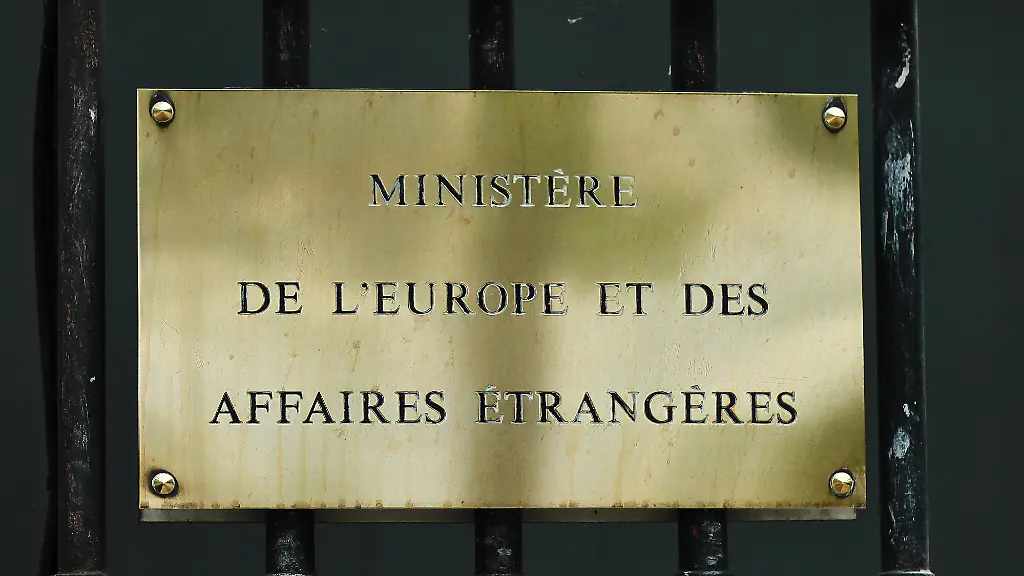 MINISTÈRE
DE L'EUROPE ET DES
AFFAIRES ÉTRANGÈRES